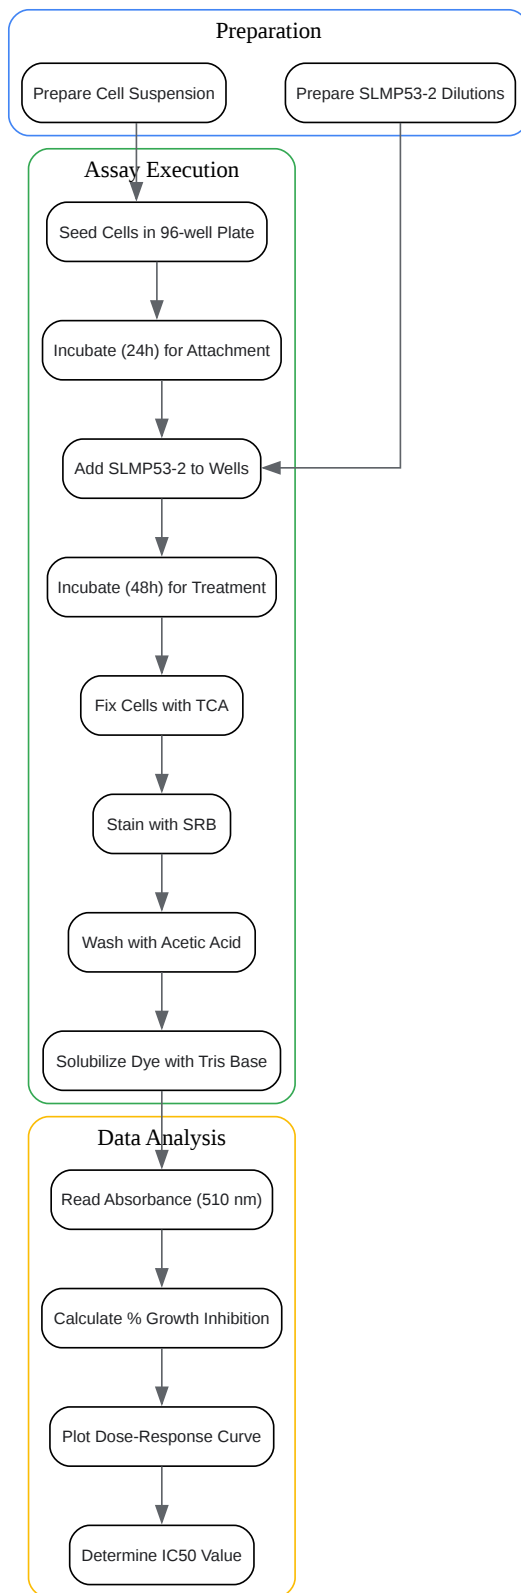 Preparation
Prepare Cell Suspension
Prepare SLMP53-2 Dilutions
Assay Execution
Seed Cells in 96-well Plate
Incubate (24h) for Attachment
Add SLMP53-2 to Wells
Incubate (48h) for Treatment
Fix Cells with TCA
Stain with SRB
Wash with Acetic Acid
Solubilize Dye with Tris Base
Data Analysis
Read Absorbance (510 nm)
Calculate % Growth Inhibition
Plot Dose-Response Curve
Determine IC50 Value